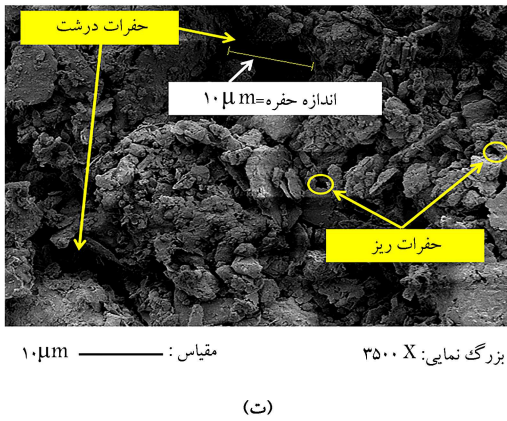 حفرات درشت
اندازه حفره=۱۰μm
حفرات ریز
مقیاس : ۱۰μm
بزرگ نمایی: ۳۵۰۰ X
(ت)